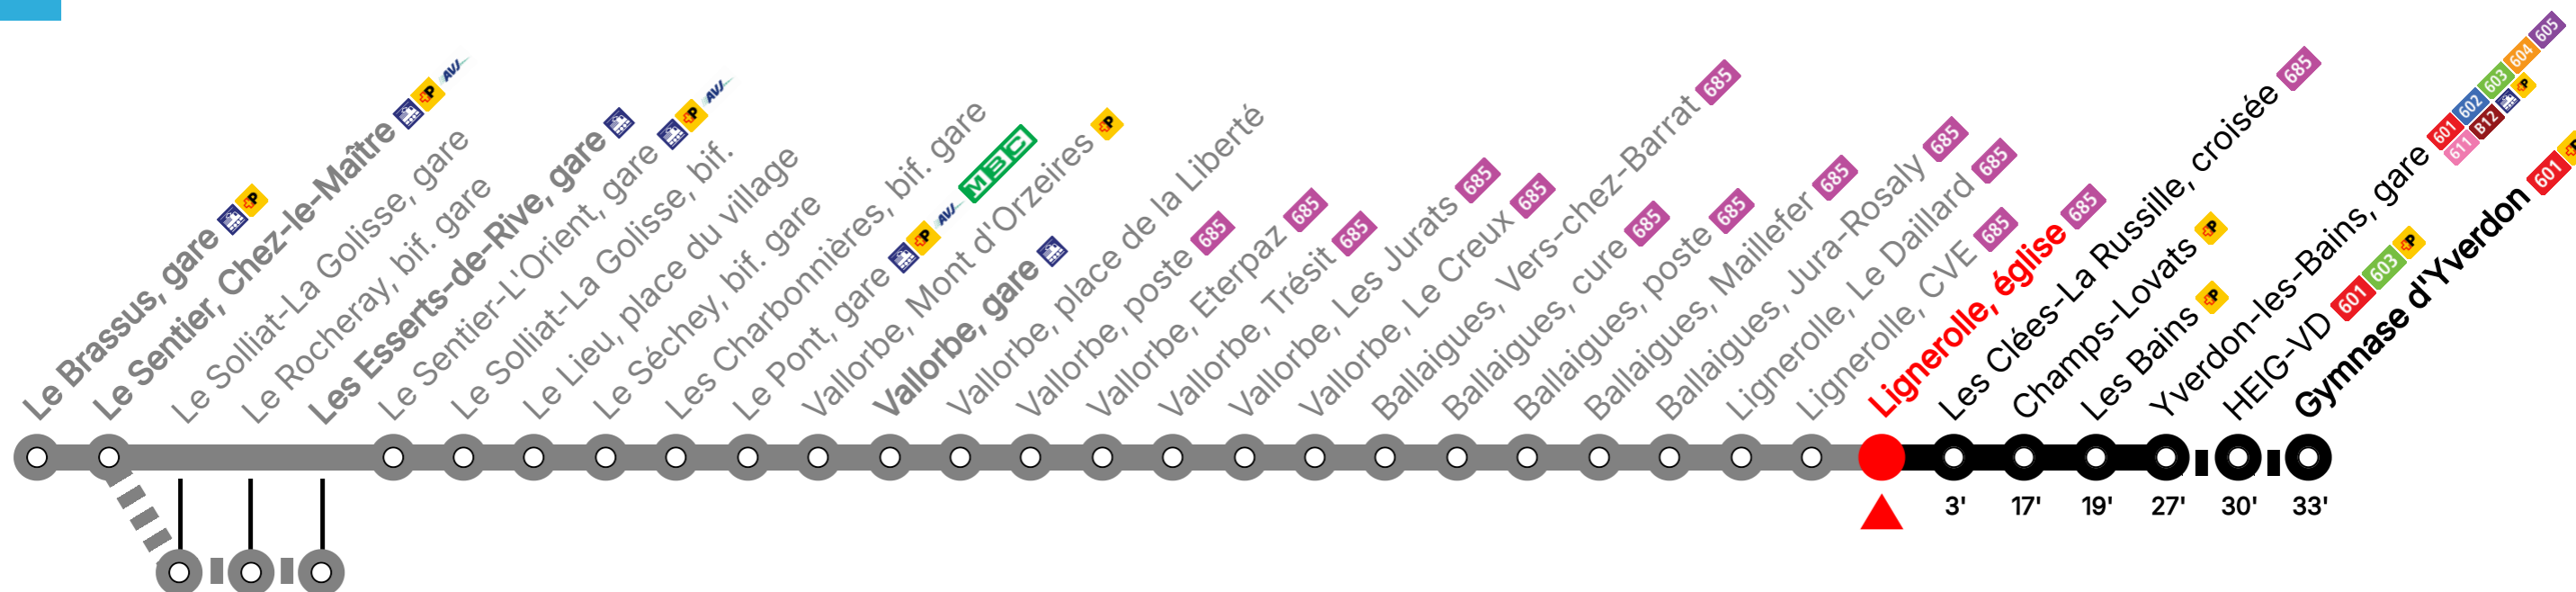 Le Brassus, gare
Le Sentier, Chez-le-Maître AVJ
Le Solliat-La Golisse, gare
Le Rocheray, bif. gare
Les Esserts-de-Rive, gare
Le Sentier-L'Orient, gare AVJ
Le Solliat-La Golisse, bif.
Le Lieu, place du village
Le Séchey, bif. gare
Les Charbonnières, bif. gare
Le Pont, gare AVJ MBC
Vallorbe, Mont d'Orzeires
Vallorbe, gare
Vallorbe, place de la Liberté
Vallorbe, poste 685
Vallorbe, Eterpaz 685
Vallorbe, Trésit 685
Vallorbe, Les Jurats 685
Vallorbe, Le Creux 685
Ballaigues, Vers-chez-Barrat 685
Ballaigues, cure 685
Ballaigues, poste 685
Ballaigues, Maillefer 685
Ballaigues, Jura-Rosaly 685
Lignerolle, Le Daillard 685
Lignerolle, CVE 685
Lignerolle, église 685
Les Clées-La Russille, croisée 685
Champs-Lovats P
Les Bains P
Yverdon-les-Bains, gare 601 602 603 604 605
611 B12 P
HEIG-VD 601 603 P
Gymnase d'Yverdon 601 P
3' 17' 19' 27' 30' 33'